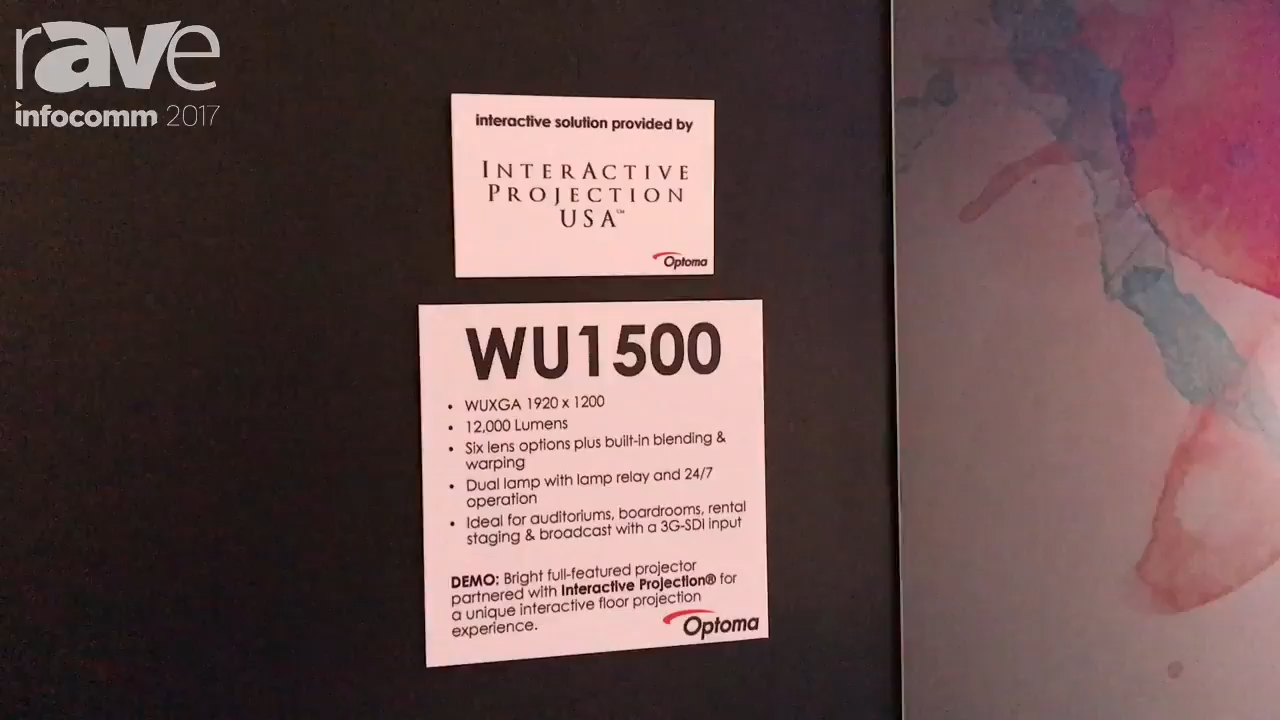 rave
infocomm 2017
interactive solution provided by
INTERACTIVE
PROJECTION
USA™
Optoma
WU1500
• WUXGA 1920 x 1200
• 12,000 Lumens
• Six lens options plus built-in blending &
warping
• Dual lamp with lamp relay and 24/7
operation
• Ideal for auditoriums, boardrooms, rental
staging & broadcast with a 3G-SDI input
DEMO: Bright full-featured projector
partnered with Interactive Projection® for
a unique interactive floor projection
experience.
Optoma